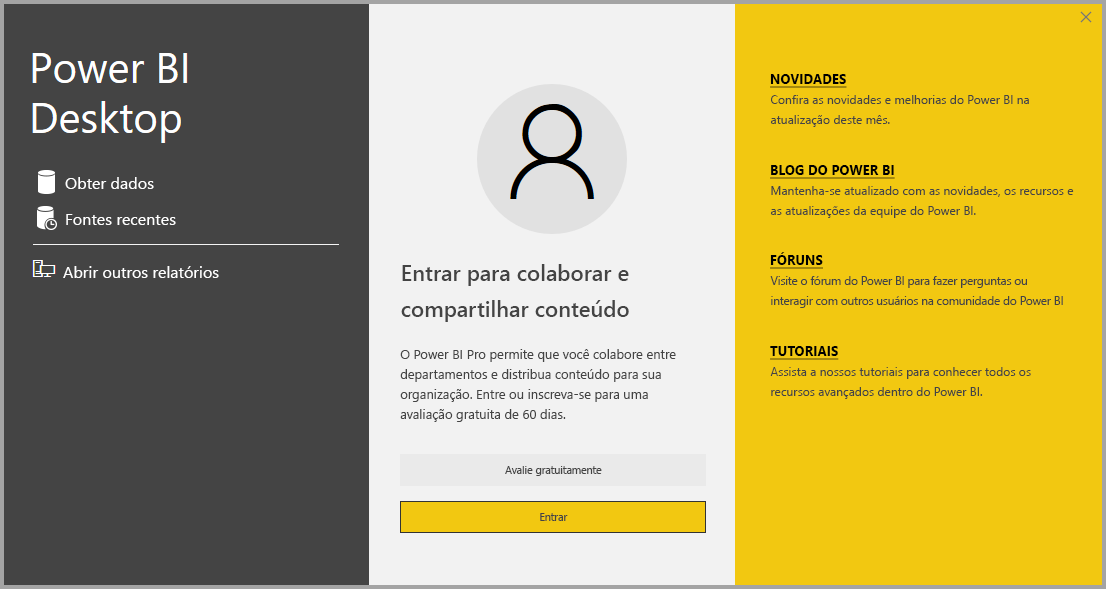 Power BI
Desktop
Obter dados
Fontes recentes
Abrir outros relatórios
Entrar para colaborar e
compartilhar conteúdo
O Power BI Pro permite que você colabore entre
departamentos e distribua conteúdo para sua
organização. Entre ou inscreva-se para uma
avaliação gratuita de 60 dias.
Avalie gratuitamente
Entrar
NOVIDADES
Confira as novidades e melhorias do Power BI na
atualização deste mês.
BLOG DO POWER BI
Mantenha-se atualizado com as novidades, os recursos e
as atualizações da equipe do Power BI.
FÓRUNS
Visite o fórum do Power BI para fazer perguntas ou
interagir com outros usuários na comunidade do Power BI
TUTORIAIS
Assista a nossos tutoriais para conhecer todos os
recursos avançados dentro do Power BI.